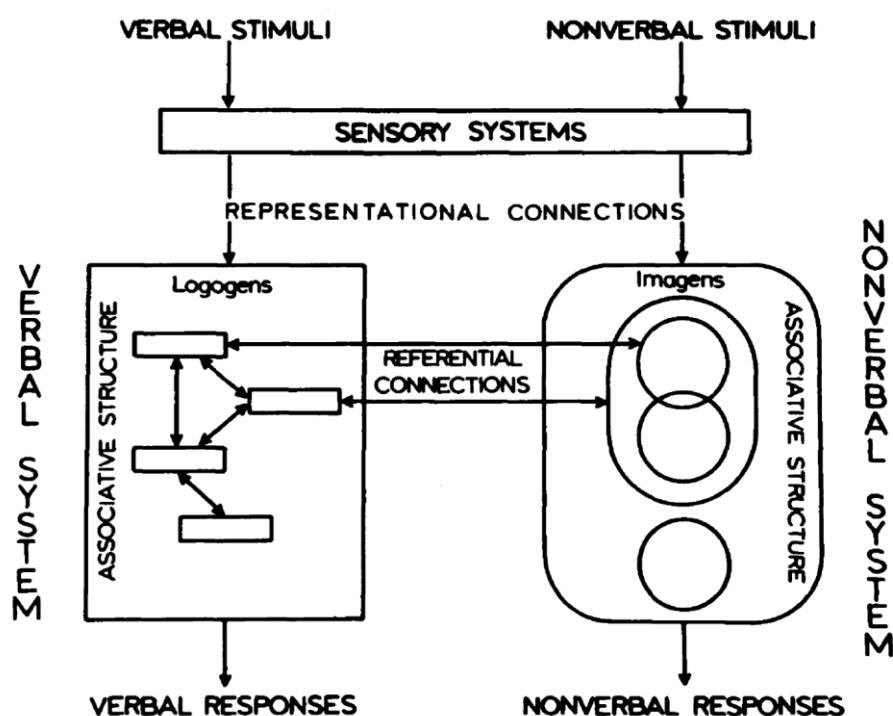 VERBAL STIMULI
NONVERBAL STIMULI
SENSORY SYSTEMS
REPRESENTATIONAL CONNECTIONS
VERBAL SYSTEM
ASSOCIATIVE STRUCTURE
Logogens
REFERENTIAL
CONNECTIONS
Imagens
ASSOCIATIVE STRUCTURE
NONVERBAL SYSTEM
VERBAL RESPONSES
NONVERBAL RESPONSES